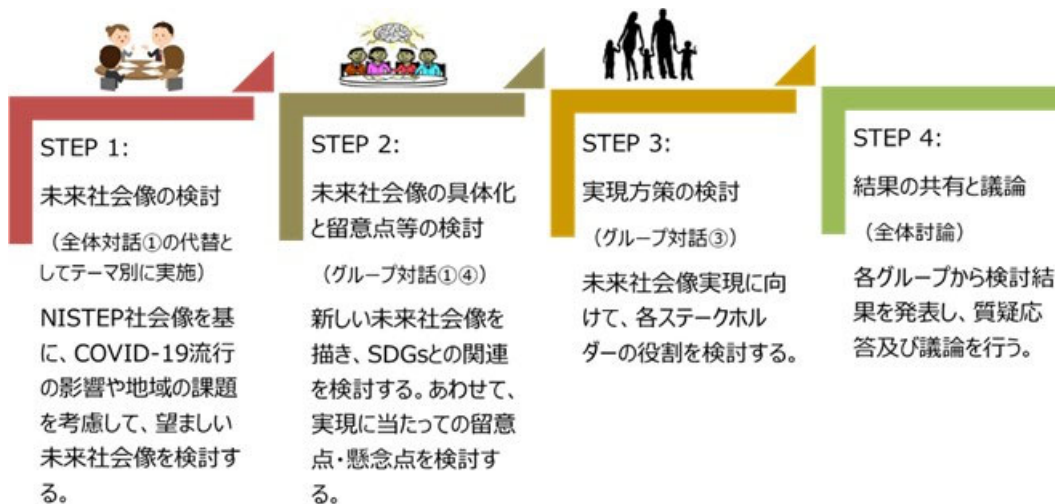 STEP 1:
未来社会像の検討
（全体対話①の代替と
してテーマ別に実施）
NISTEP社会像を基
に、COVID-19流行
の影響や地域の課題
を考慮して、望ましい
未来社会像を検討す
る。
STEP 2:
未来社会像の具体化
と留意点等の検討
（グループ対話①④）
新しい未来社会像を
描き、SDGsとの関連
を検討する。あわせて、
実現に当たっての留意
点・懸念点を検討す
る。
STEP 3:
実現方策の検討
（グループ対話③）
未来社会像実現に向
けて、各ステークホル
ダーの役割を検討する。
STEP 4:
結果の共有と議論
（全体討論）
各グループから検討結
果を発表し、質疑応
答及び議論を行う。